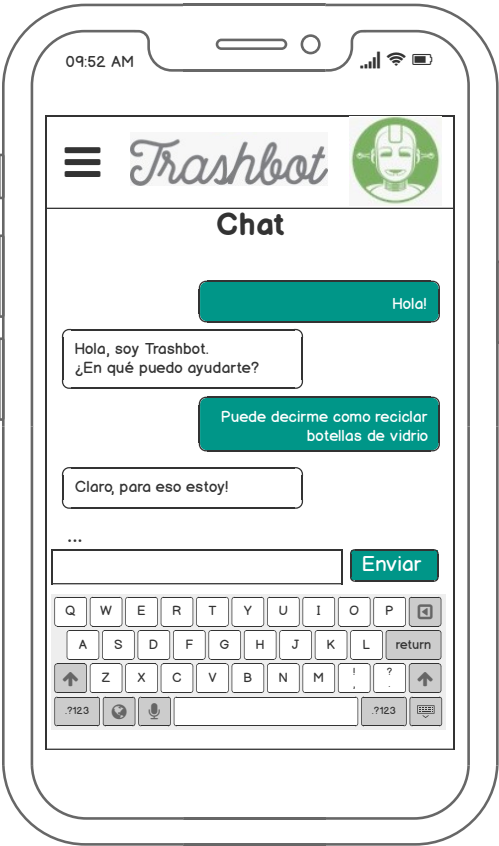 09:52 AM
Trashbot
Chat
Hola!
Hola, soy Trashbot.
¿En qué puedo ayudarte?
Puede decirme como reciclar
botellas de vidrio
Claro, para eso estoy!
...
Enviar
Q W E R T Y U I O P
A S D F G H J K L return
Z X C V B N M ! , ? .
.?123 .?123